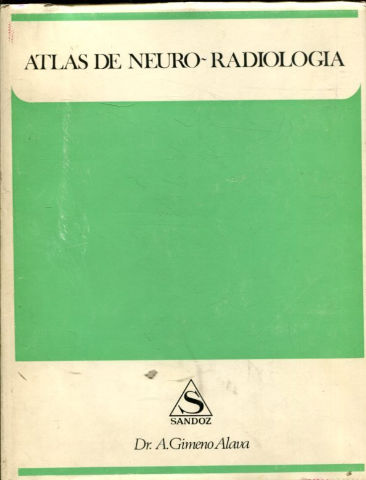 ATLAS DE NEURO-RADIOLOGIA
S
SANDOZ
Dr. A. Gimeno Alava